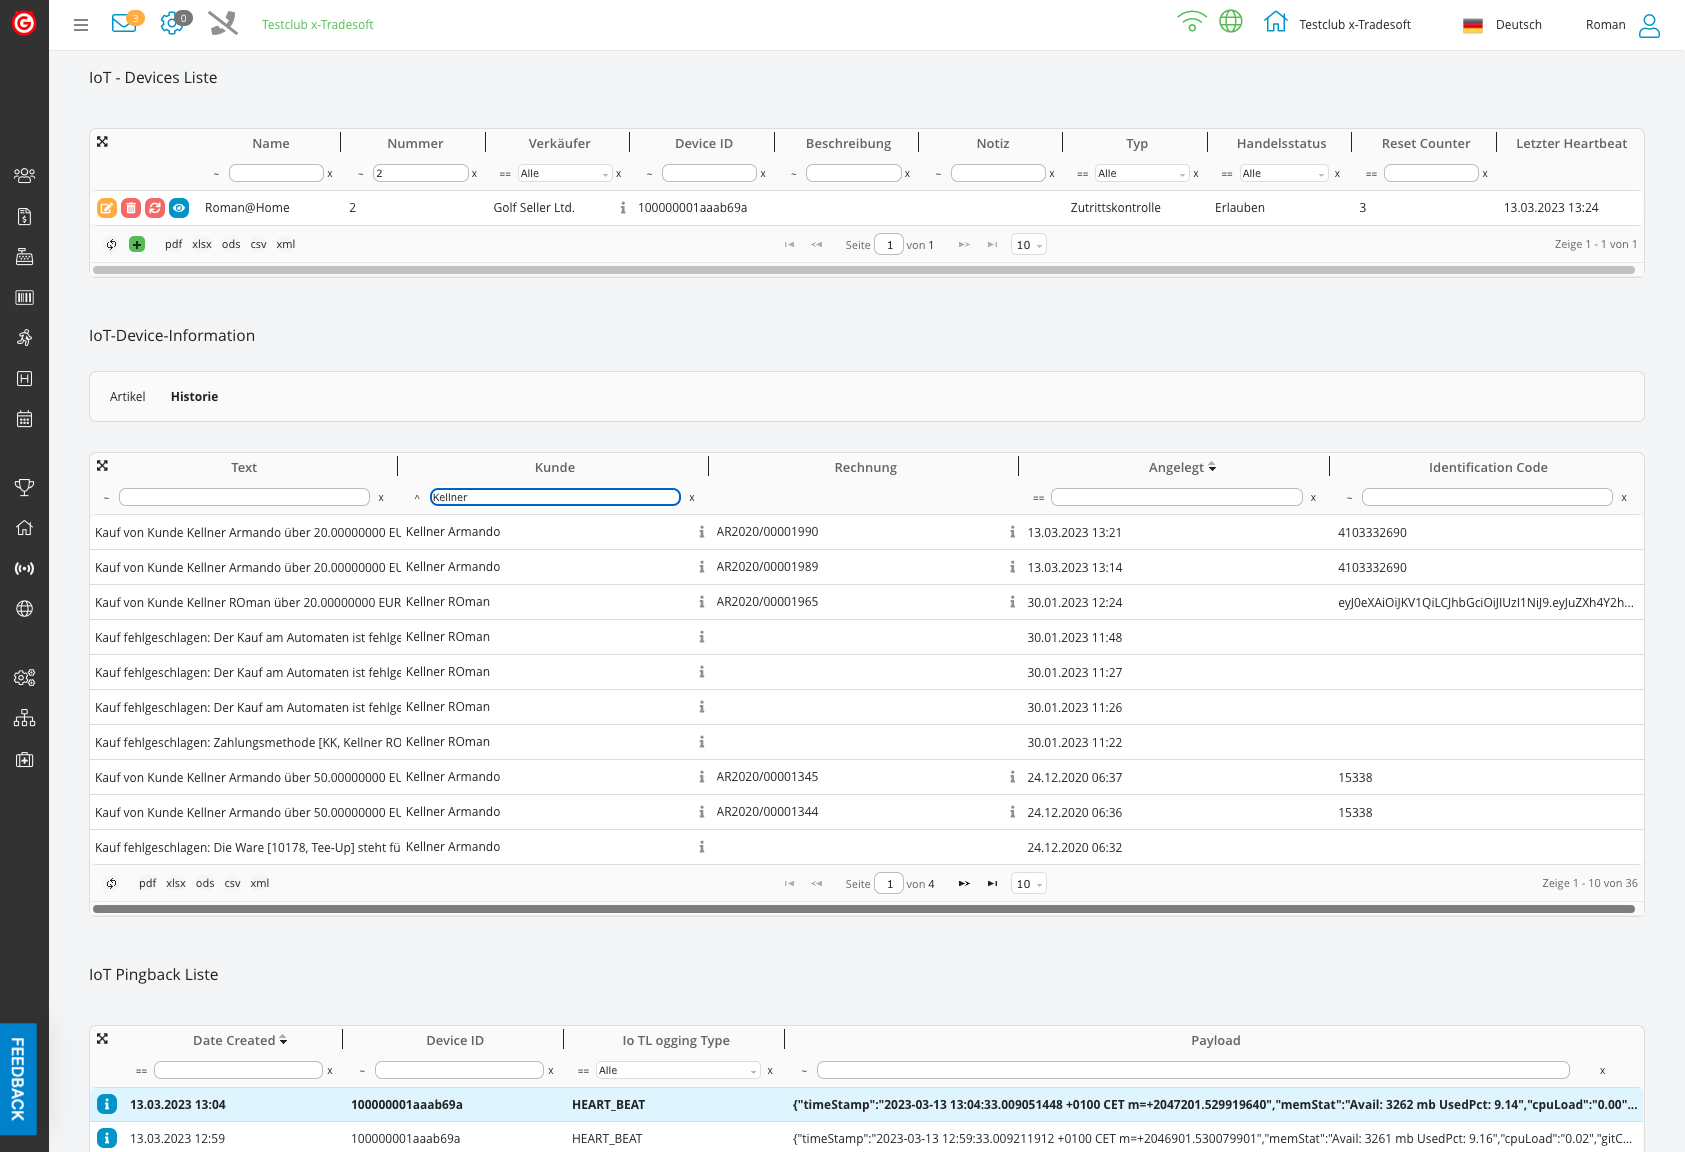 3
0
Testclub x-Tradesoft
Testclub x-Tradesoft
Deutsch
Roman
IoT - Devices Liste
Name Nummer Verkäufer Device ID Beschreibung Notiz Typ Handelsstatus Reset Counter Letzter Heartbeat
~ x ~ 2 x == Alle x ~ x ~ x ~ x == Alle x == Alle x == x
Roman@Home 2 Golf Seller Ltd. 100000001aaab69a Zutrittskontrolle Erlauben 3 13.03.2023 13:24
pdf xlsx ods csv xml Seite 1 von 1 10 Zeige 1 - 1 von 1
IoT-Device-Information
Artikel Historie
Text Kunde Rechnung Angelegt Identification Code
~ x ^ Kellner x == x ~ x
Kauf von Kunde Kellner Armando über 20.00000000 EU Kellner Armando AR2020/00001990 13.03.2023 13:21 4103332690
Kauf von Kunde Kellner Armando über 20.00000000 EU Kellner Armando AR2020/00001989 13.03.2023 13:14 4103332690
Kauf von Kunde Kellner ROman über 20.00000000 EUR Kellner ROman AR2020/00001965 30.01.2023 12:24 eyJ0eXAiOiJKV1QiLCJhbGciOiJIUzI1NiJ9.eyJuZXh4Y2h...
Kauf fehlgeschlagen: Der Kauf am Automaten ist fehlge Kellner ROman 30.01.2023 11:48
Kauf fehlgeschlagen: Der Kauf am Automaten ist fehlge Kellner ROman 30.01.2023 11:27
Kauf fehlgeschlagen: Der Kauf am Automaten ist fehlge Kellner ROman 30.01.2023 11:26
Kauf fehlgeschlagen: Zahlungsmethode [KK, Kellner RO Kellner ROman 30.01.2023 11:22
Kauf von Kunde Kellner Armando über 50.00000000 EU Kellner Armando AR2020/00001345 24.12.2020 06:37 15338
Kauf von Kunde Kellner Armando über 50.00000000 EU Kellner Armando AR2020/00001344 24.12.2020 06:36 15338
Kauf fehlgeschlagen: Die Ware [10178, Tee-Up] steht fü Kellner Armando 24.12.2020 06:32
pdf xlsx ods csv xml Seite 1 von 4 10 Zeige 1 - 10 von 36
IoT Pingback Liste
Date Created Device ID Io TL ogging Type Payload
== x ~ x == Alle x ~ x
13.03.2023 13:04 100000001aaab69a HEART_BEAT {"timeStamp":"2023-03-13 13:04:33.009051448 +0100 CET m=+2047201.529919640","memStat":"Avail: 3262 mb UsedPct: 9.14","cpuLoad":"0.00"...
13.03.2023 12:59 100000001aaab69a HEART_BEAT {"timeStamp":"2023-03-13 12:59:33.009211912 +0100 CET m=+2046901.530079901","memStat":"Avail: 3261 mb UsedPct: 9.16","cpuLoad":"0.02","gitC...
FEEDBACK